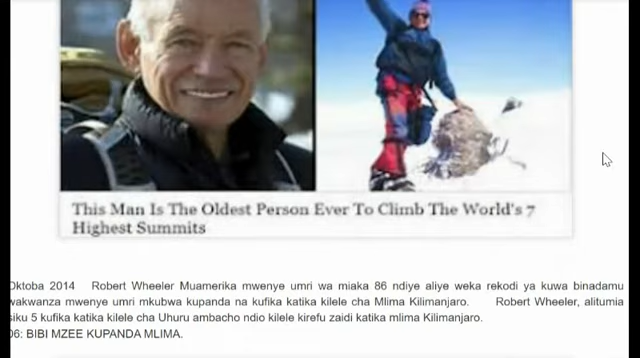 This Man Is The Oldest Person Ever To Climb The World's 7
Highest Summits
Oktoba 2014 Robert Wheeler Muamerika mwenye umri wa miaka 86 ndiye aliye weka rekodi ya kuwa binadamu
wakwanza mwenye umri mkubwa kupanda na kufika katika kilele cha Mlima Kilimanjaro. Robert Wheeler, alitumia
siku 5 kufika katika kilele cha Uhuru ambacho ndio kilele kirefu zaidi katika mlima Kilimanjaro.
06: BIBI MZEE KUPANDA MLIMA.